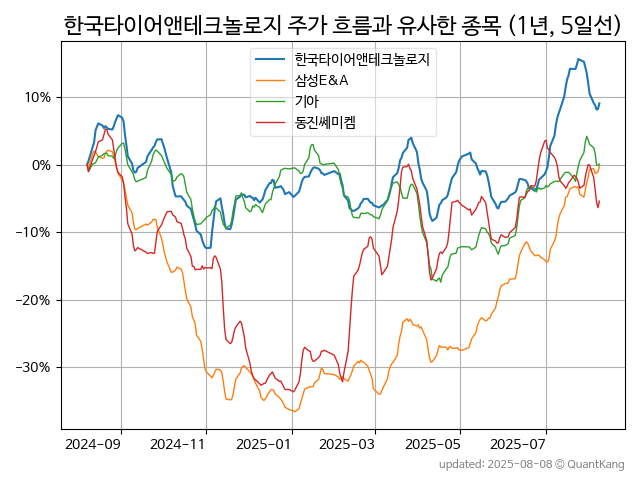 한국타이어앤테크놀로지 주가 흐름과 유사한 종목 (1년, 5일선)
한국타이어앤테크놀로지
삼성E&A
기아
동진쎄미켐
10%
0%
−10%
−20%
−30%
2024-09 2024-11 2025-01 2025-03 2025-05 2025-07
updated: 2025-08-08 © QuantKang